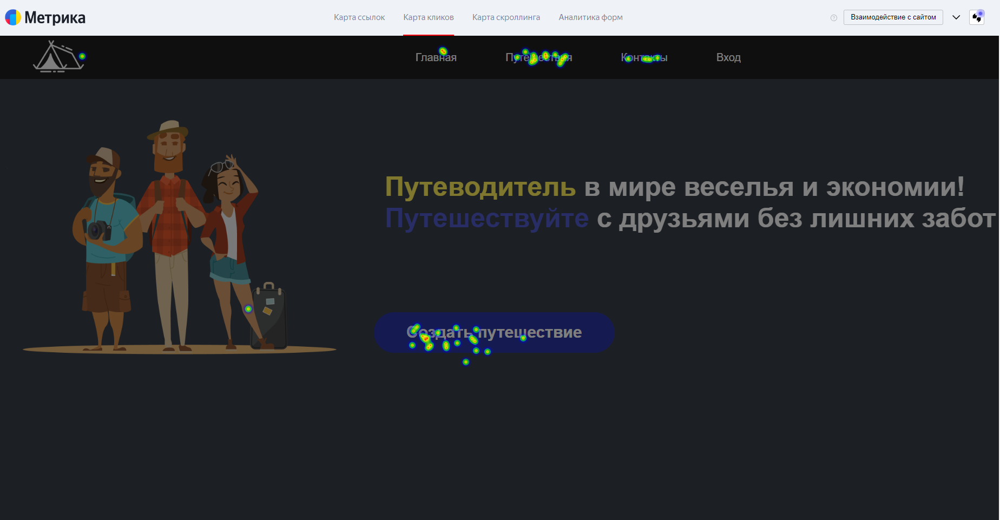 Метрика
Карта ссылок
Карта кликов
Карта скроллинга
Аналитика форм
?
Взаимодействие с сайтом
Главная
Путешествия
Контакты
Вход
Путеводитель в мире веселья и экономии!
Путешествуйте с друзьями без лишних забот
Создать путешествие